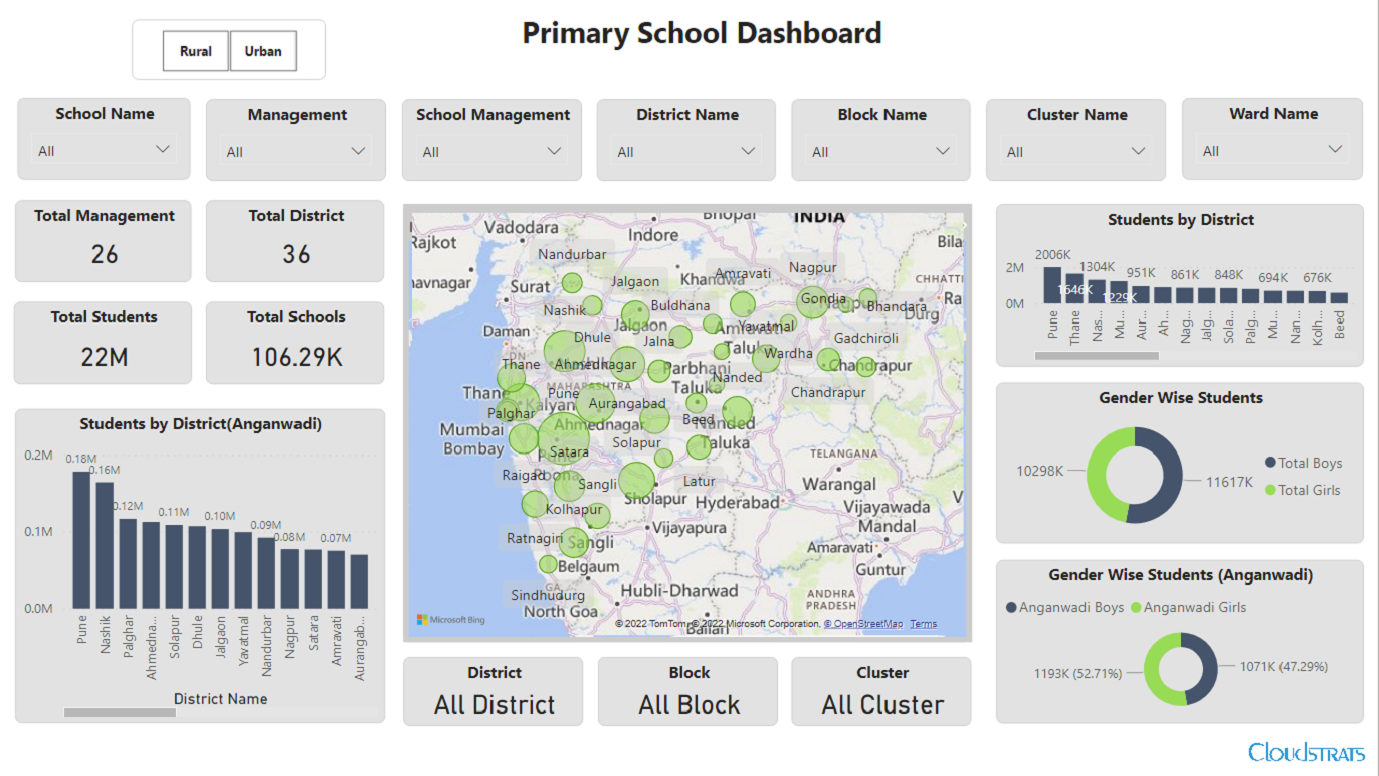 Primary School Dashboard
Rural
Urban
School Name
All
Management
All
School Management
All
District Name
All
Block Name
All
Cluster Name
All
Ward Name
All
Total Management
26
Total District
36
Total Students
22M
Total Schools
106.29K
Students by District(Anganwadi)
0.2M
0.1M
0.0M
0.18M
0.16M
0.12M
0.11M
0.10M
0.09M
0.08M
0.07M
Pune
Nashik
Palghar
Ahmedna...
Solapur
Dhule
Jalgaon
Yavatmal
Nandurbar
Nagpur
Satara
Amravati
Aurangab...
District Name
Bhopal
INDIA
Vadodara
Rajkot
Indore
Bila
Nandurbar
avnagar
Surat
Jalgaon
Khandwa
Amravati
Nagpur
CHHATTI
Ra
Nashik
Buldhana
Gondia
Bhandara
Durg
Daman
Dhule
Jalgaon
Jalna
Amravati
Yavatmal
Taluka
Gadchiroli
DN
Thane
Ahmednagar
Parbhani
Wardha
Chandrapur
Taluka
Nanded
Chandrapur
MAHARASHTRA
Thane
Kalyan
Pune
Aurangabad
Palghar
Ahmednagar
Beed
Nanded
Taluka
Mumbai
Bombay
Satara
Solapur
TELANGANA
Raigad
Sangli
Latur
Warangal
Sholapur
Hyderabad
Kolhapur
Vijayawada
Mandal
Vijayapura
Ratnagiri
Sangli
Amaravati
Belgaum
Guntur
GA
Sindhudurg
Hubli-Dharwad
ANDHRA
PRADESH
North Goa
Ballari
Microsoft Bing
© 2022 TomTom, © 2022 Microsoft Corporation, © OpenStreetMap Terms
District
All District
Block
All Block
Cluster
All Cluster
Students by District
2M
0M
2006K
1646K
1304K
1229K
951K
861K
848K
694K
676K
Pune
Thane
Nas...
Mu...
Aur...
Ah...
Nag...
Jalg...
Sola...
Palg...
Mu...
Nan...
Kolh...
Beed
Gender Wise Students
10298K
11617K
Total Boys
Total Girls
Gender Wise Students (Anganwadi)
Anganwadi Boys
Anganwadi Girls
1193K (52.71%)
1071K (47.29%)
CLOUDSTRATS